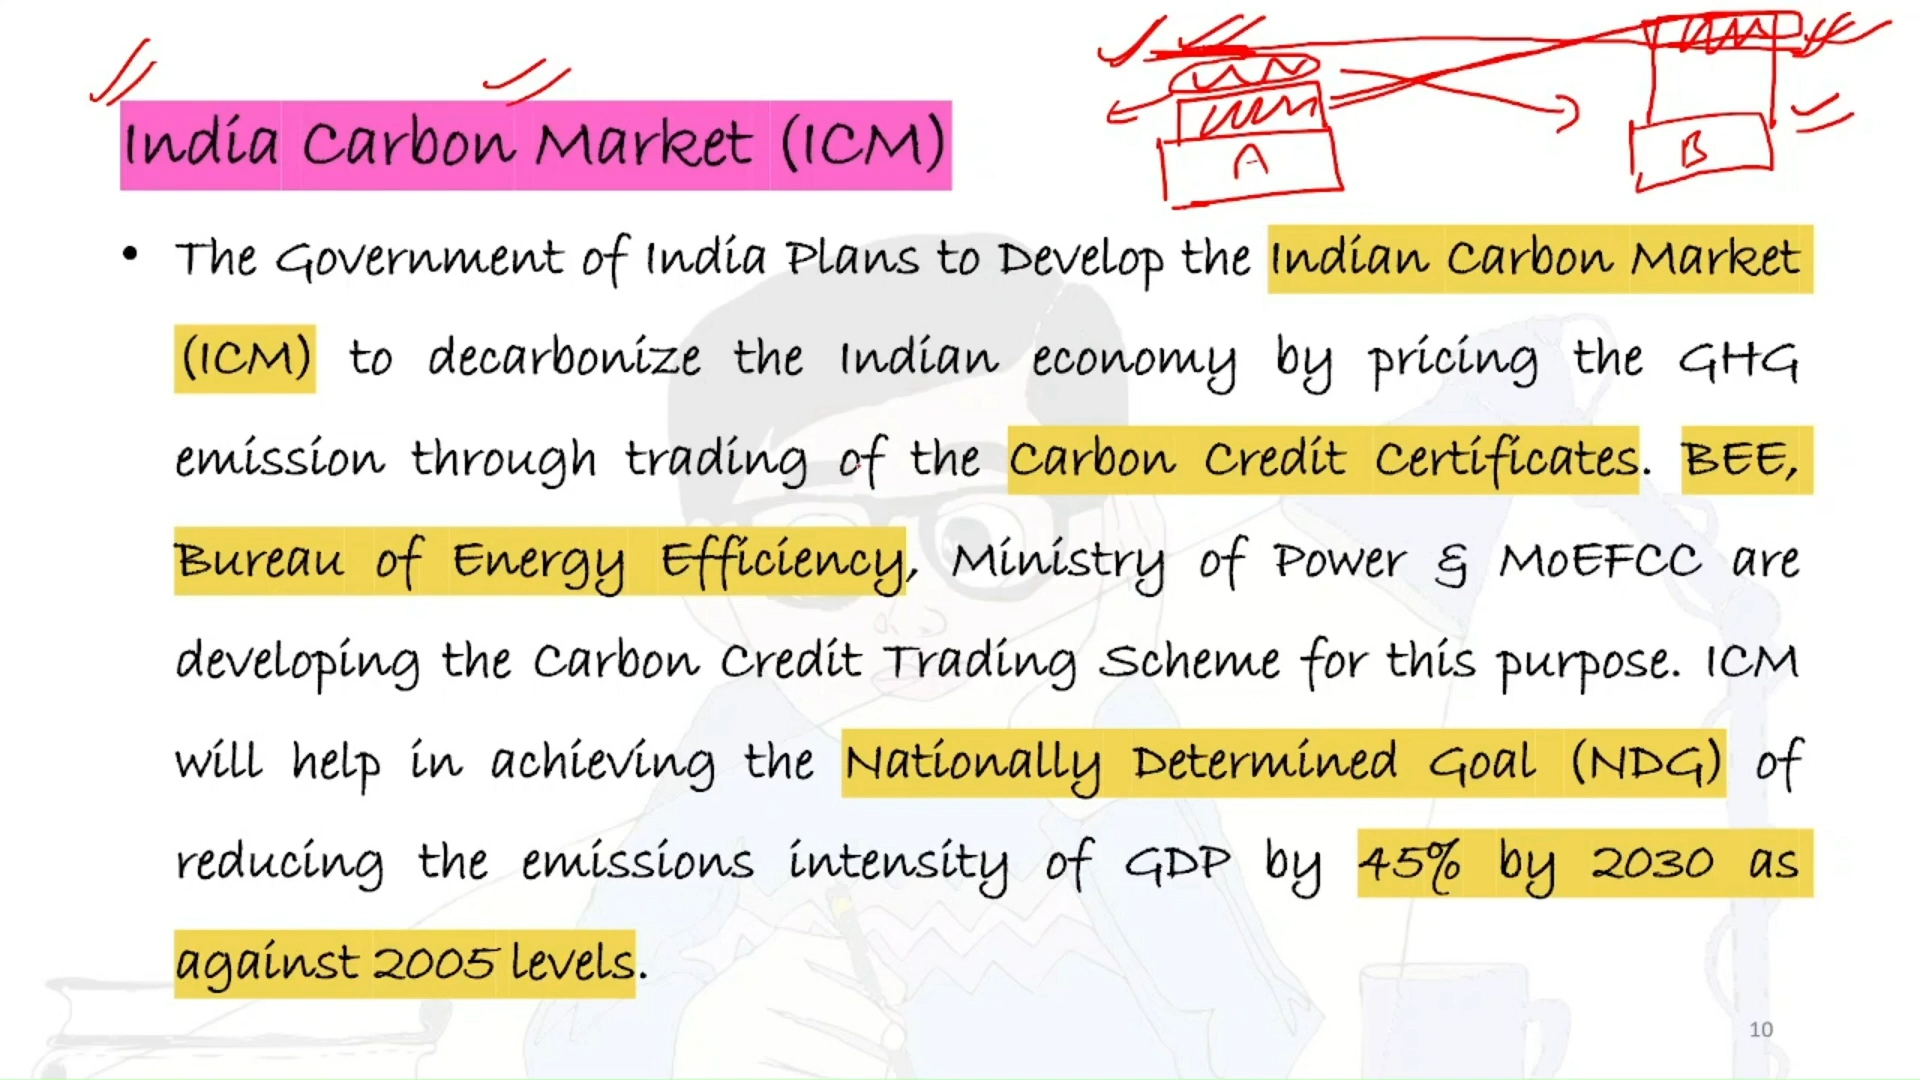 India Carbon Market (ICM)
A
B
• The Government of India Plans to Develop the Indian Carbon Market
(ICM) to decarbonize the Indian economy by pricing the GHG
emission through trading of the Carbon Credit Certificates. BEE,
Bureau of Energy Efficiency, Ministry of Power & MoEFCC are
developing the Carbon Credit Trading Scheme for this purpose. ICM
will help in achieving the Nationally Determined Goal (NDG) of
reducing the emissions intensity of GDP by 45% by 2030 as
against 2005 levels.
10